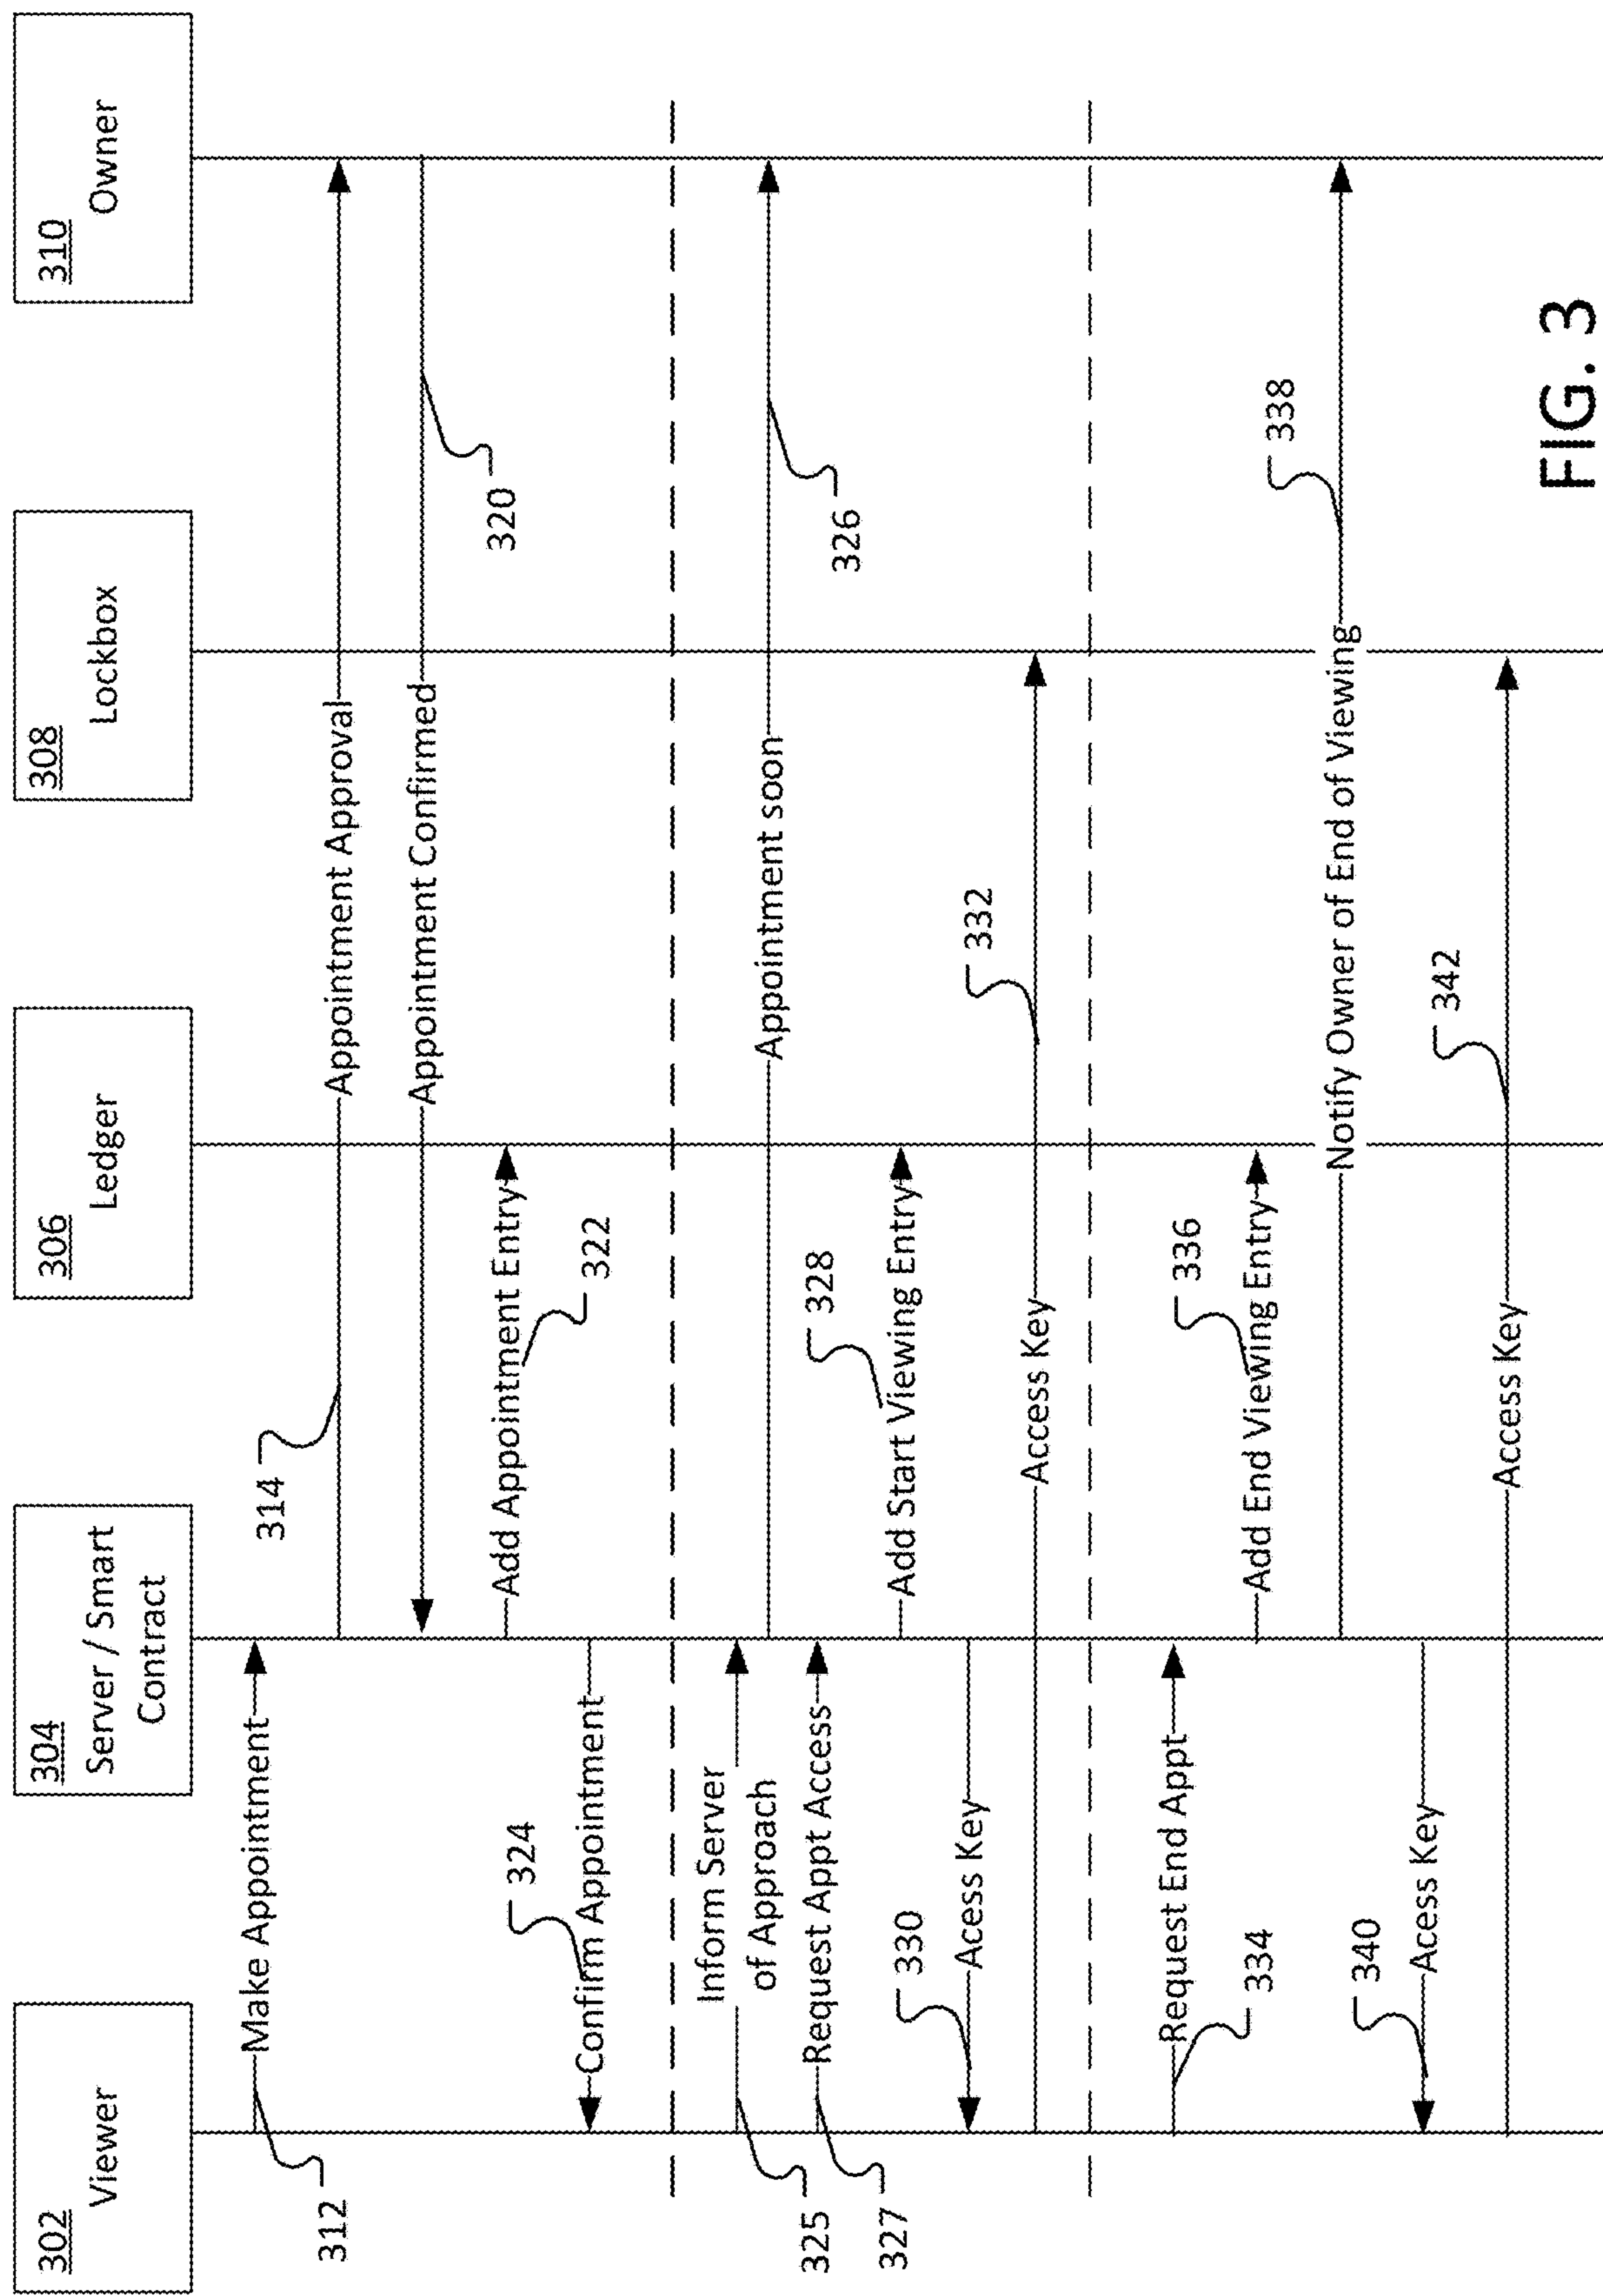 302
Viewer
304
Server / Smart
Contract
306
Ledger
308
Lockbox
310
Owner
Make Appointment
312
314
Appointment Approval
Appointment Confirmed
320
Add Appointment Entry
322
324
Confirm Appointment
Inform Server
of Approach
325
Appointment soon
326
Request Appt Access
327
328
Add Start Viewing Entry
330
Acess Key
Access Key
332
Request End Appt
334
336
Add End Viewing Entry
Notify Owner of End of Viewing
338
340
Acess Key
Access Key
342
FIG. 3